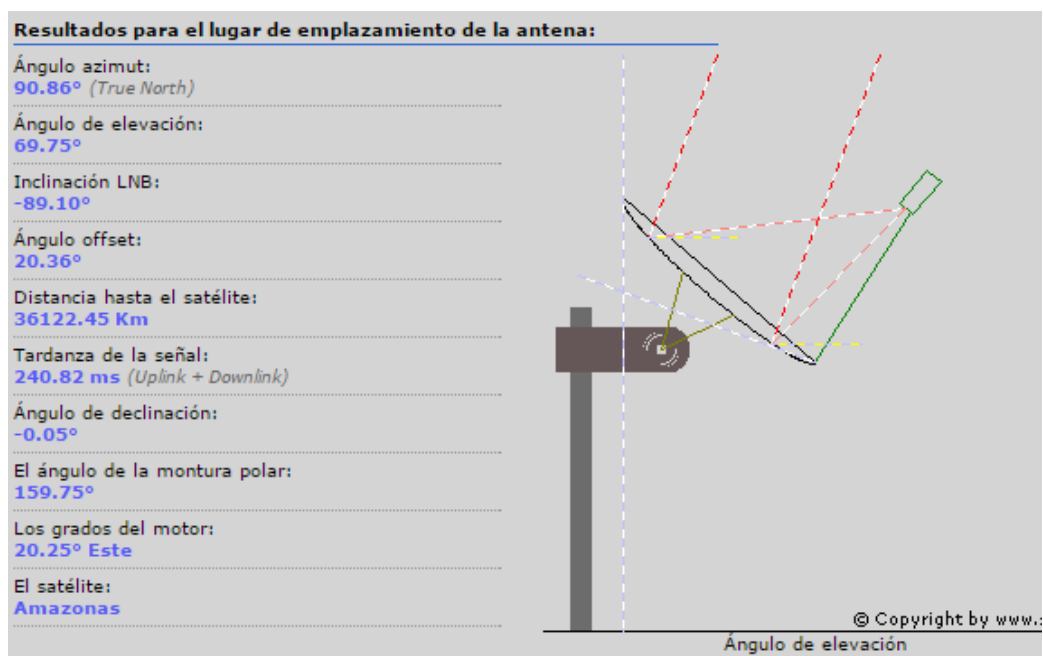 Resultados para el lugar de emplazamiento de la antena:
Ángulo azimut:
90.86° (True North)
Ángulo de elevación:
69.75°
Inclinación LNB:
-89.10°
Ángulo offset:
20.36°
Distancia hasta el satélite:
36122.45 Km
Tardanza de la señal:
240.82 ms (Uplink + Downlink)
Ángulo de declinación:
-0.05°
El ángulo de la montura polar:
159.75°
Los grados del motor:
20.25° Este
El satélite:
Amazonas
© Copyright by www.
Ángulo de elevación